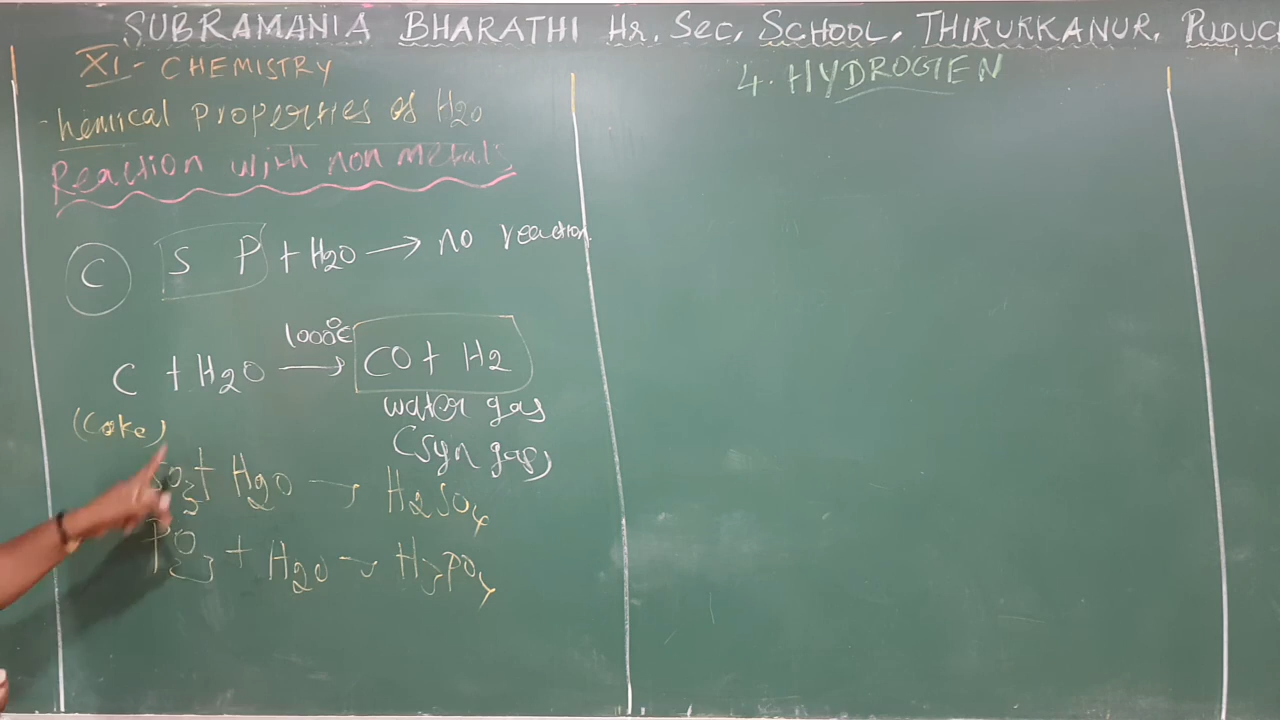 SUBRAMANIA BHARATHI Hr. Sec. SCHOOL, THIRUKKANUR, PUDUC
XI - CHEMISTRY
4. HYDROGEN
hemical properties of H2O
Reaction with non metals
C S P + H2O → no reaction
C + H2O 1000°C → CO + H2
(Coke)
water gas
(syn gas)
SO3 + H2O → H2SO4
PO3 + H2O → H3PO4